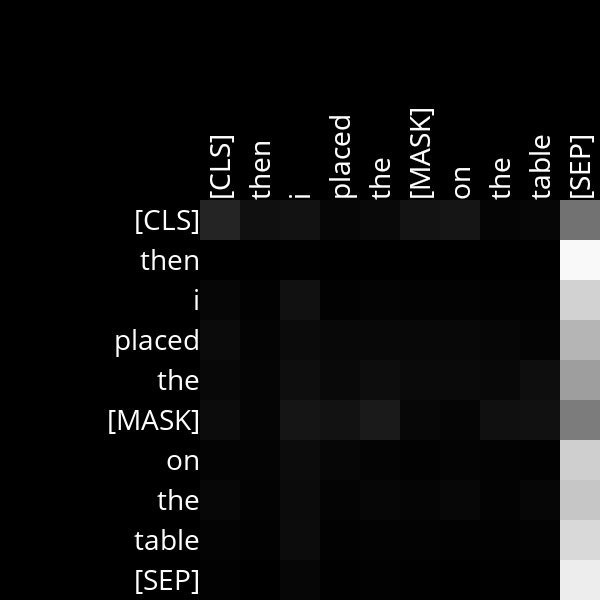 [CLS] then i placed the [MASK] on the table [SEP]
[CLS]
then
i
placed
the
[MASK]
on
the
table
[SEP]